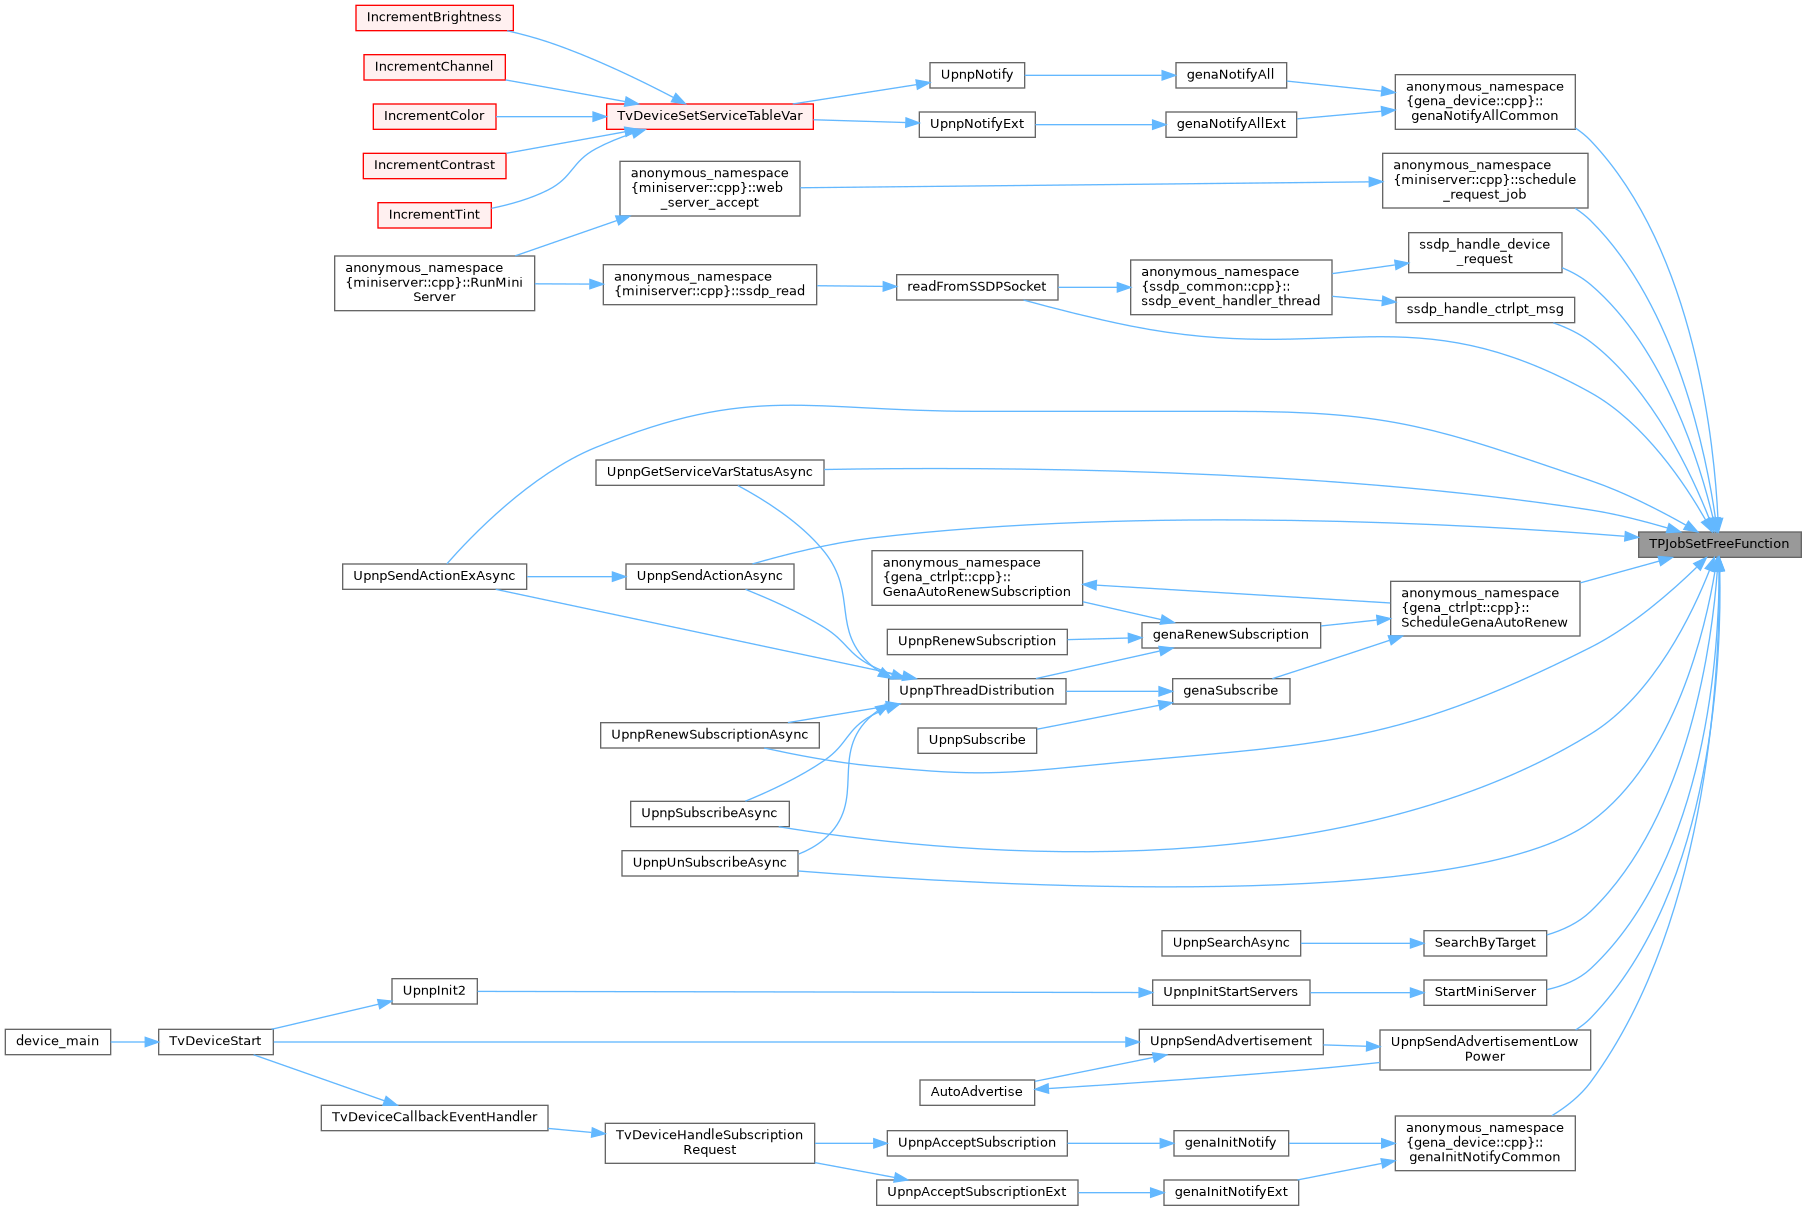 IncrementBrightness
IncrementChannel
IncrementColor
IncrementContrast
IncrementTint
TvDeviceSetServiceTableVar
UpnpNotify
UpnpNotifyExt
genaNotifyAll
genaNotifyAllExt
anonymous_namespace
{gena_device::cpp}::
genaNotifyAllCommon
anonymous_namespace
{miniserver::cpp}::web
_server_accept
anonymous_namespace
{miniserver::cpp}::schedule
_request_job
anonymous_namespace
{miniserver::cpp}::RunMini
Server
anonymous_namespace
{miniserver::cpp}::ssdp_read
readFromSSDPSocket
anonymous_namespace
{ssdp_common::cpp}::
ssdp_event_handler_thread
ssdp_handle_device
_request
ssdp_handle_ctrlpt_msg
UpnpGetServiceVarStatusAsync
TPJobSetFreeFunction
UpnpSendActionExAsync
UpnpSendActionAsync
anonymous_namespace
{gena_ctrlpt::cpp}::
GenaAutoRenewSubscription
anonymous_namespace
{gena_ctrlpt::cpp}::
ScheduleGenaAutoRenew
UpnpRenewSubscription
genaRenewSubscription
UpnpThreadDistribution
genaSubscribe
UpnpRenewSubscriptionAsync
UpnpSubscribe
UpnpSubscribeAsync
UpnpUnSubscribeAsync
UpnpSearchAsync
SearchByTarget
UpnpInit2
UpnpInitStartServers
StartMiniServer
device_main
TvDeviceStart
UpnpSendAdvertisement
UpnpSendAdvertisementLow
Power
AutoAdvertise
TvDeviceCallbackEventHandler
TvDeviceHandleSubscription
Request
UpnpAcceptSubscription
genaInitNotify
anonymous_namespace
{gena_device::cpp}::
genaInitNotifyCommon
UpnpAcceptSubscriptionExt
genaInitNotifyExt